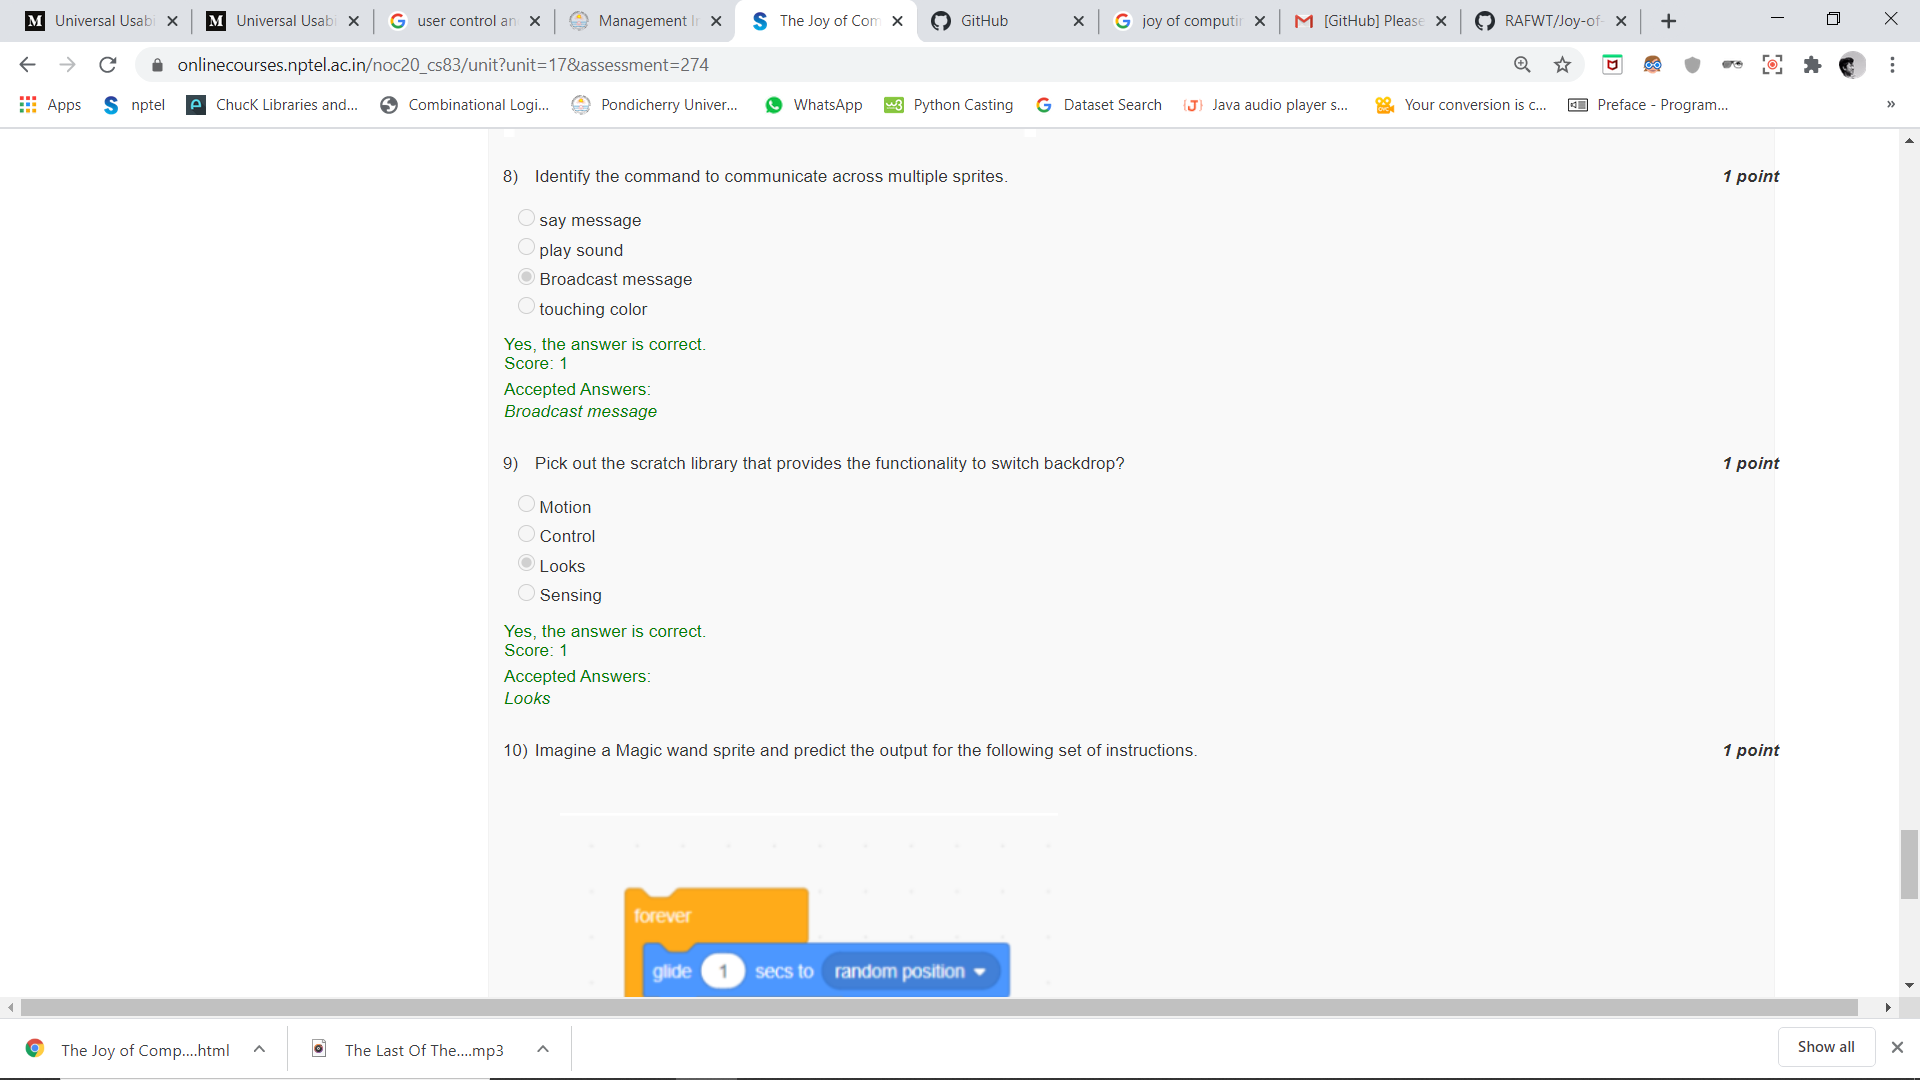 Universal Usabi
Universal Usabi
user control an
Management In
The Joy of Com
GitHub
joy of computin
[GitHub] Please
RAFWT/Joy-of-
onlinecourses.nptel.ac.in/noc20_cs83/unit?unit=17&assessment=274
Apps
nptel
ChucK Libraries and...
Combinational Logi...
Pondicherry Univer...
WhatsApp
Python Casting
Dataset Search
Java audio player s...
Your conversion is c...
Preface - Program...
»
8) Identify the command to communicate across multiple sprites.
1 point
say message
play sound
Broadcast message
touching color
Yes, the answer is correct.
Score: 1
Accepted Answers:
Broadcast message
9) Pick out the scratch library that provides the functionality to switch backdrop?
1 point
Motion
Control
Looks
Sensing
Yes, the answer is correct.
Score: 1
Accepted Answers:
Looks
10) Imagine a Magic wand sprite and predict the output for the following set of instructions.
1 point
forever
glide 1 secs to random position
The Joy of Comp....html
The Last Of The....mp3
Show all